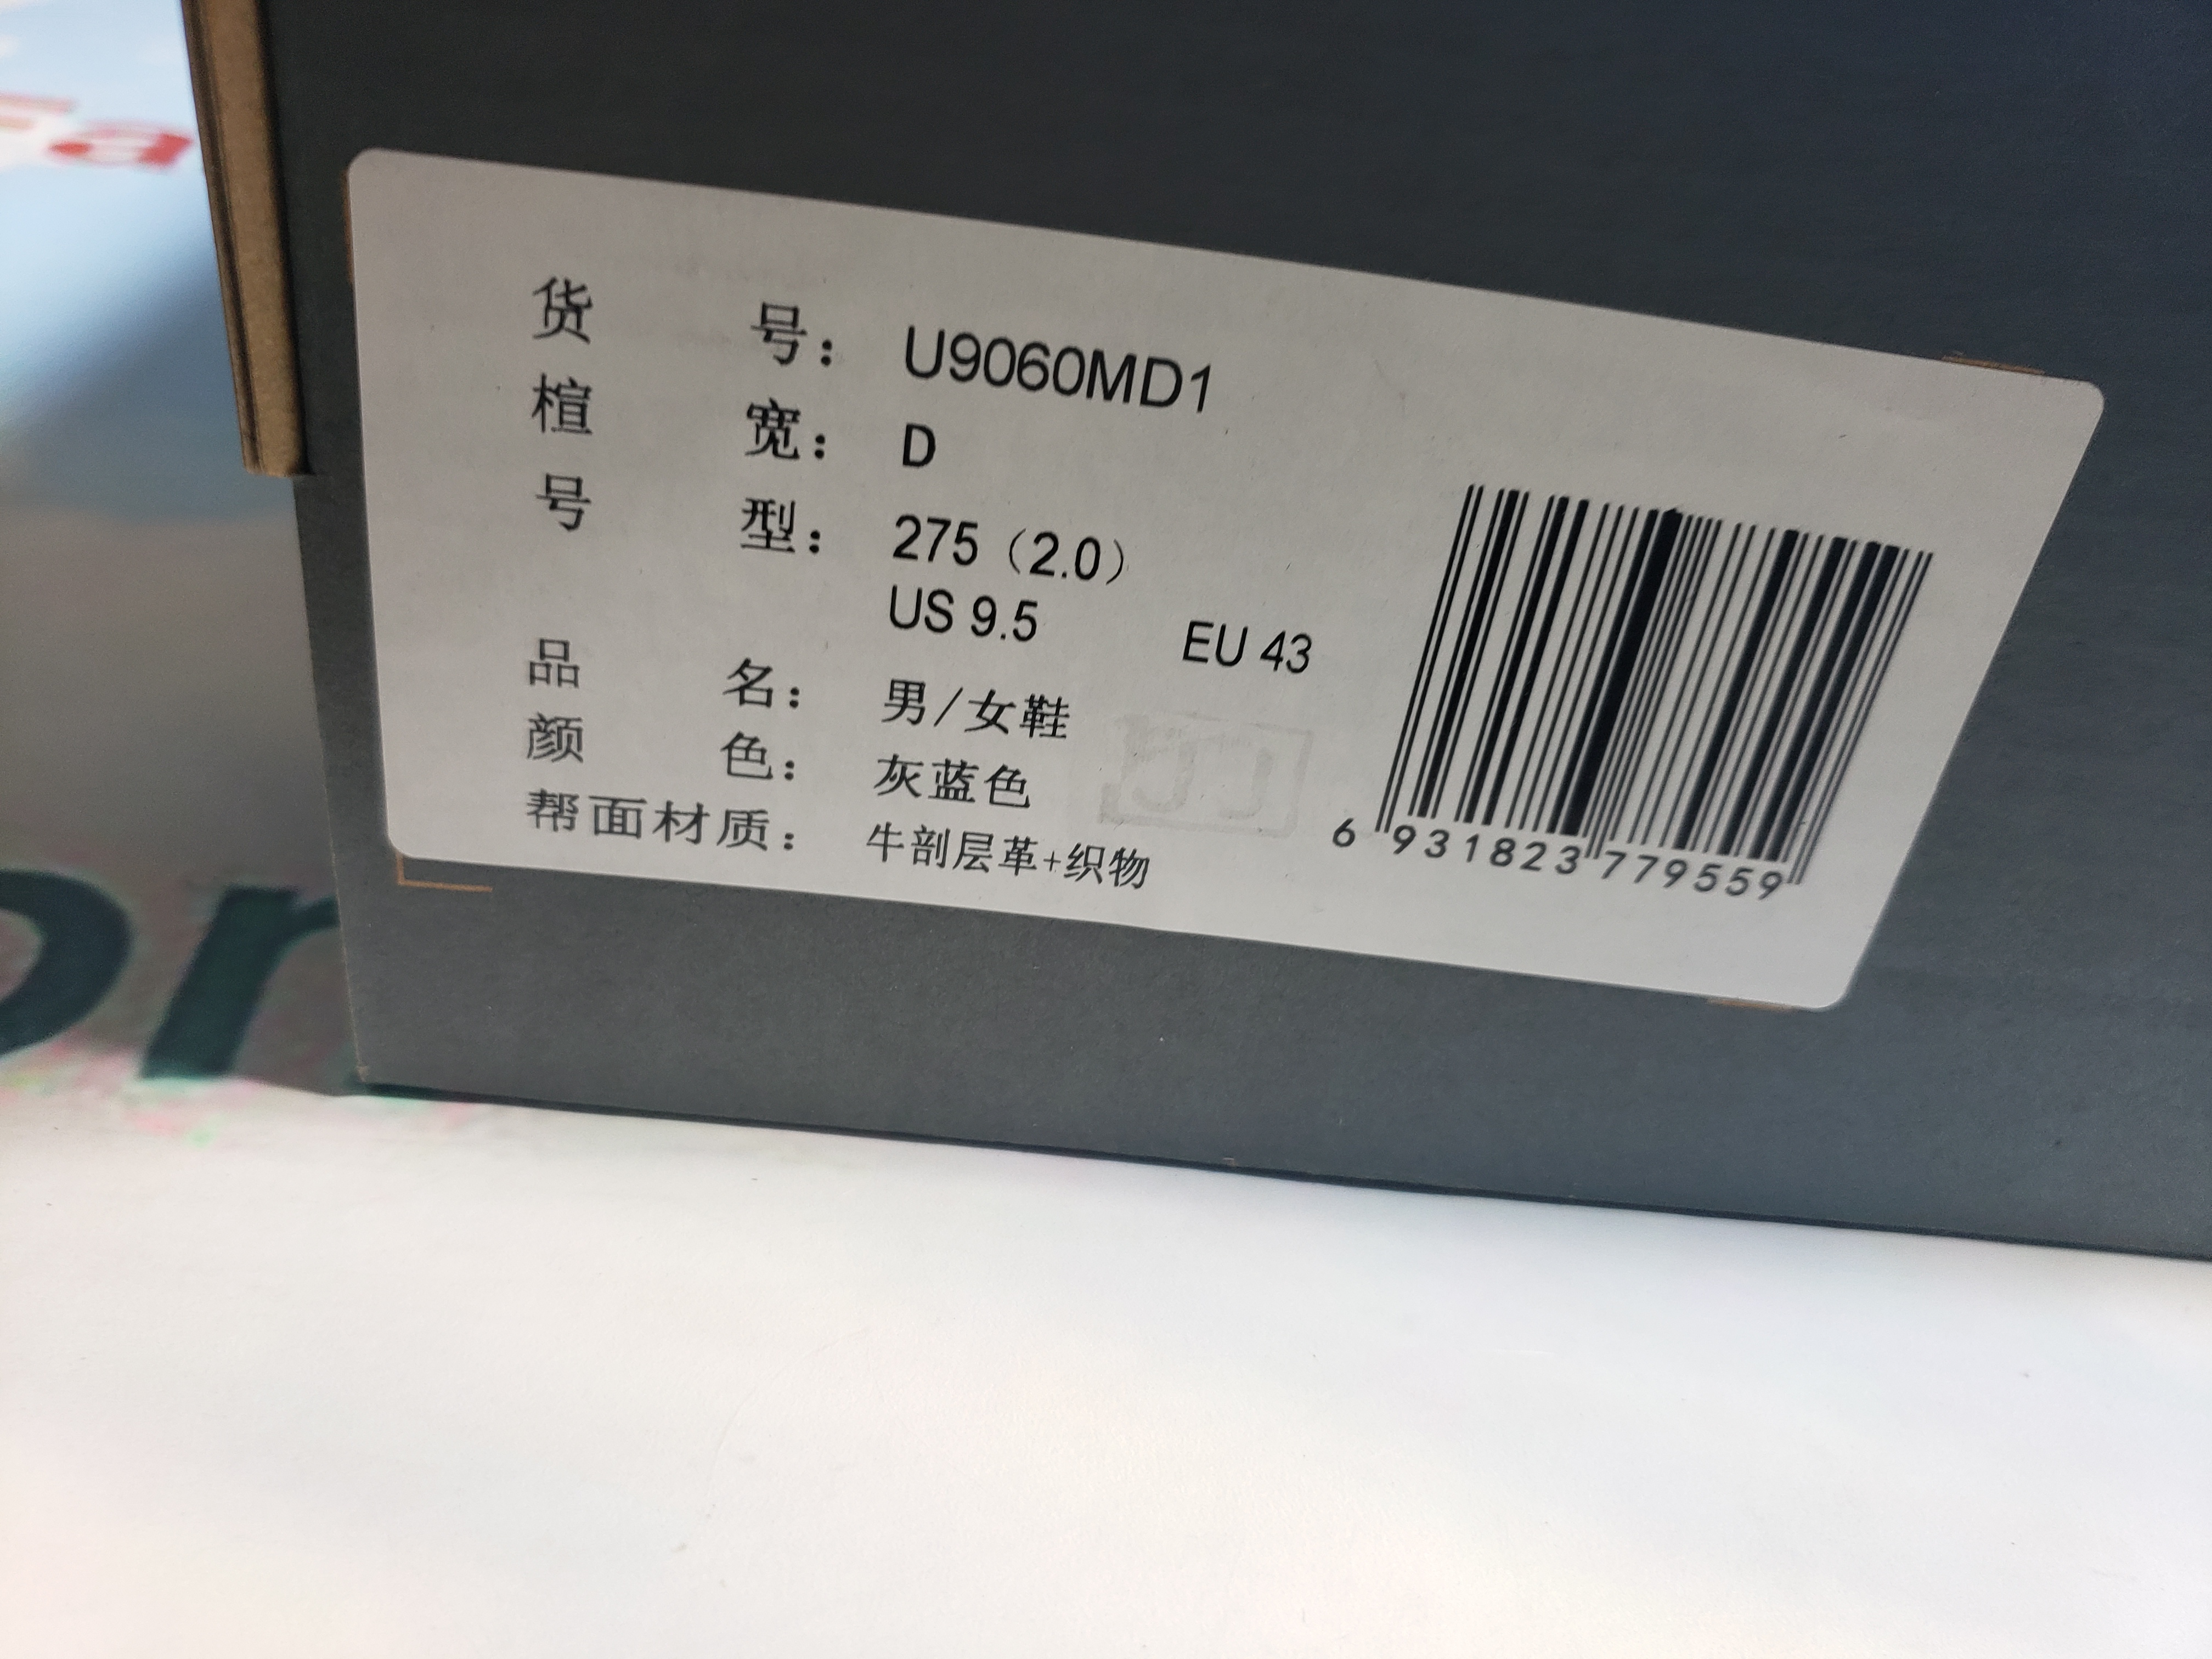 货号：U9060MD1
楦宽：D
号型：275（2.0）
US 9.5 EU 43
品名：男/女鞋
颜色：灰蓝色
帮面材质：牛剖层革+织物
6 931823 779559